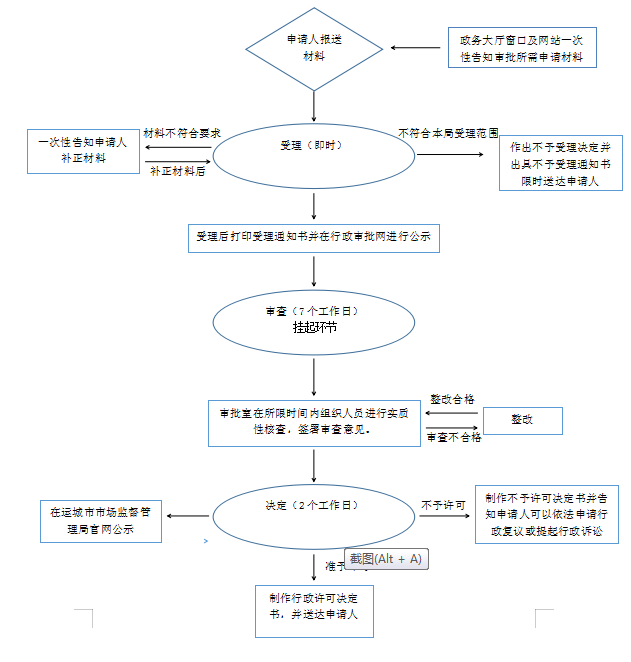 申请人报送
材料
政务大厅窗口及网站一次
性告知审批所需申请材料
材料不符合要求
不符合本局受理范围
一次性告知申请人
补正材料
受理（即时）
补正材料后
作出不予受理决定并
出具不予受理通知书
限时送达申请人
受理后打印受理通知书并在行政审批网进行公示
审查（7个工作日）
挂起环节
审批室在所限时间内组织人员进行实质
性核查，签署审查意见。
整改合格
整改
审查不合格
在运城市市场监督管
理局官网公示
决定（2个工作日）
不予许可
制作不予许可决定书并告
知申请人可以依法申请行
政复议或提起行政诉讼
截图(Alt + A)
准予
制作行政许可决定
书，并送达申请人